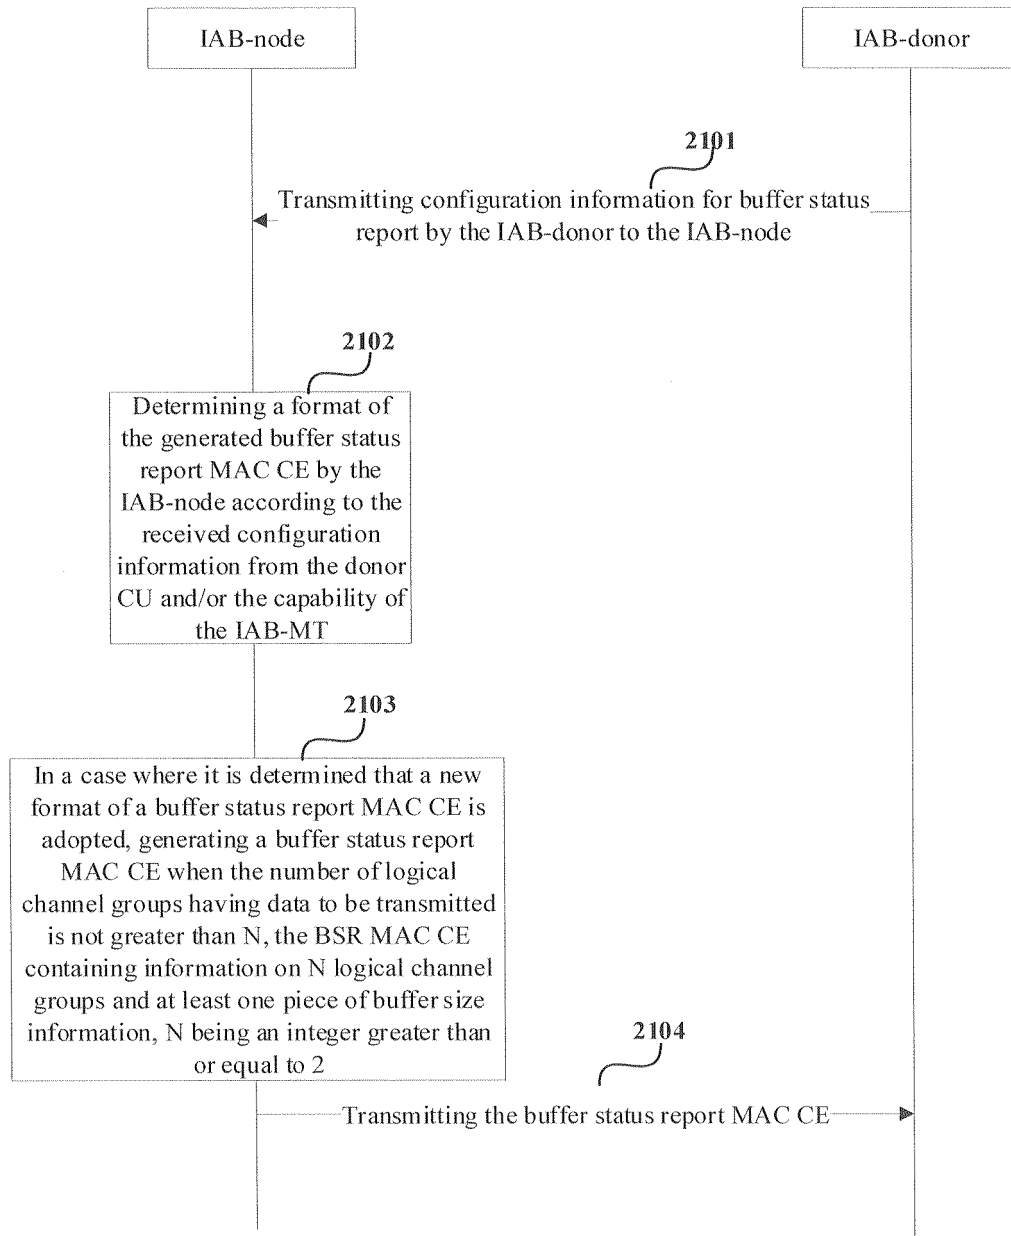 IAB-node
IAB-donor
2101
Transmitting configuration information for buffer status
report by the IAB-donor to the IAB-node
2102
Determining a format of
the generated buffer status
report MAC CE by the
IAB-node according to the
received configuration
information from the donor
CU and/or the capability of
the IAB-MT
2103
In a case where it is determined that a new
format of a buffer status report MAC CE is
adopted, generating a buffer status report
MAC CE when the number of logical
channel groups having data to be transmitted
is not greater than N, the BSR MAC CE
containing information on N logical channel
groups and at least one piece of buffer size
information, N being an integer greater than
or equal to 2
2104
Transmitting the buffer status report MAC CE